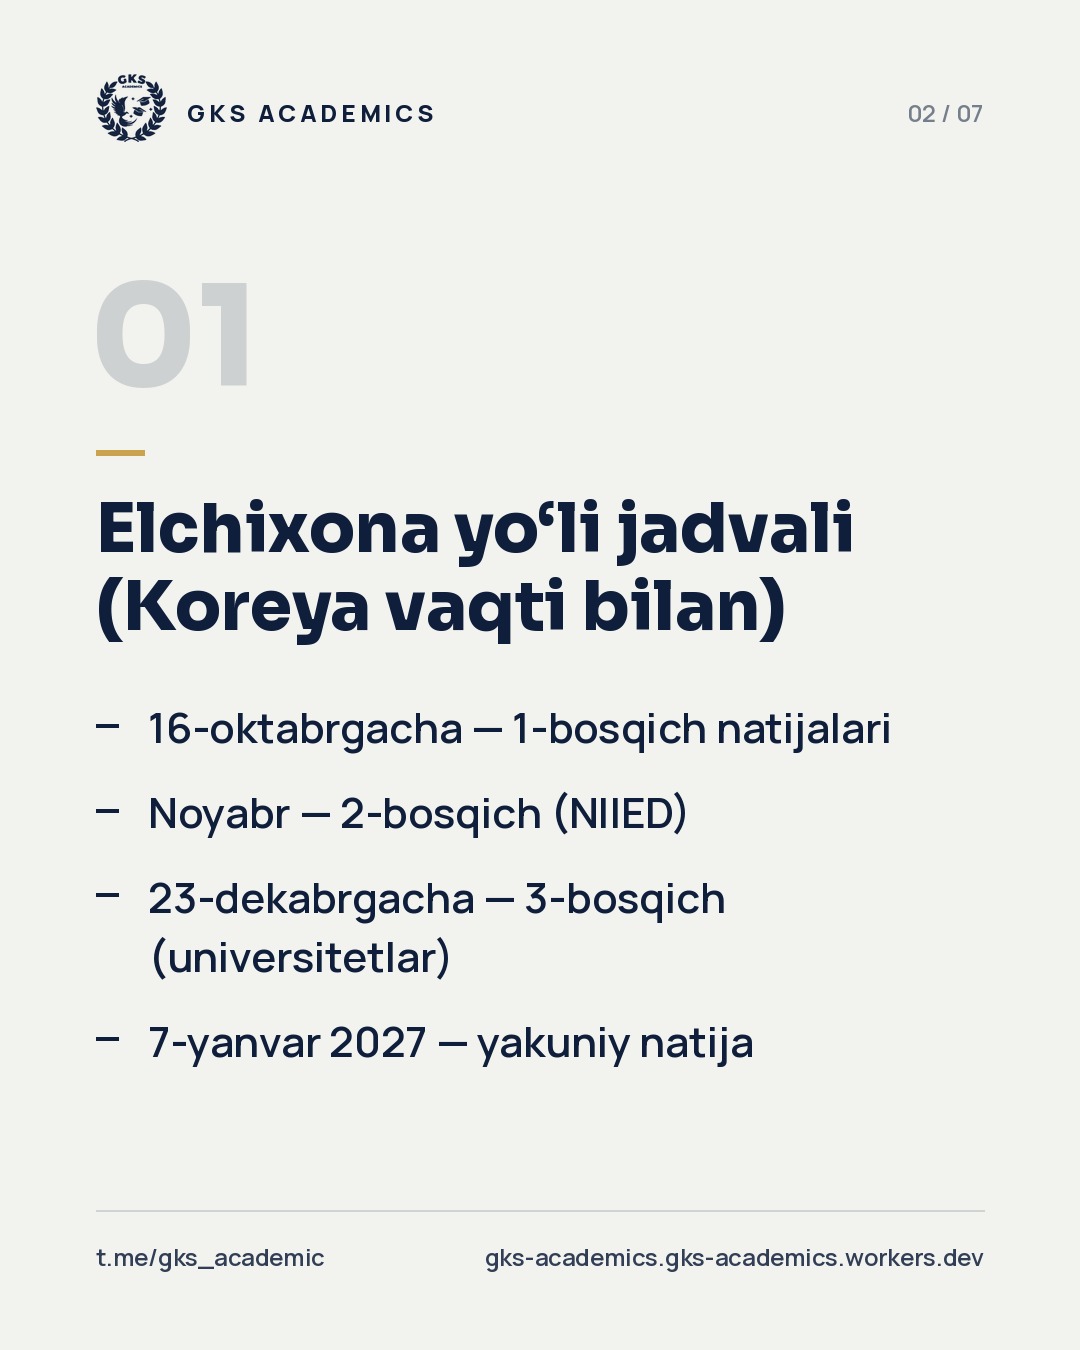 GKS
ACADEMICS
GKS ACADEMICS
02 / 07
01
Elchixona yo‘li jadvali
(Koreya vaqti bilan)
– 16-oktabrgacha — 1-bosqich natijalari
– Noyabr — 2-bosqich (NIIED)
– 23-dekabrgacha — 3-bosqich
(universitetlar)
– 7-yanvar 2027 — yakuniy natija
t.me/gks_academic
gks-academics.gks-academics.workers.dev